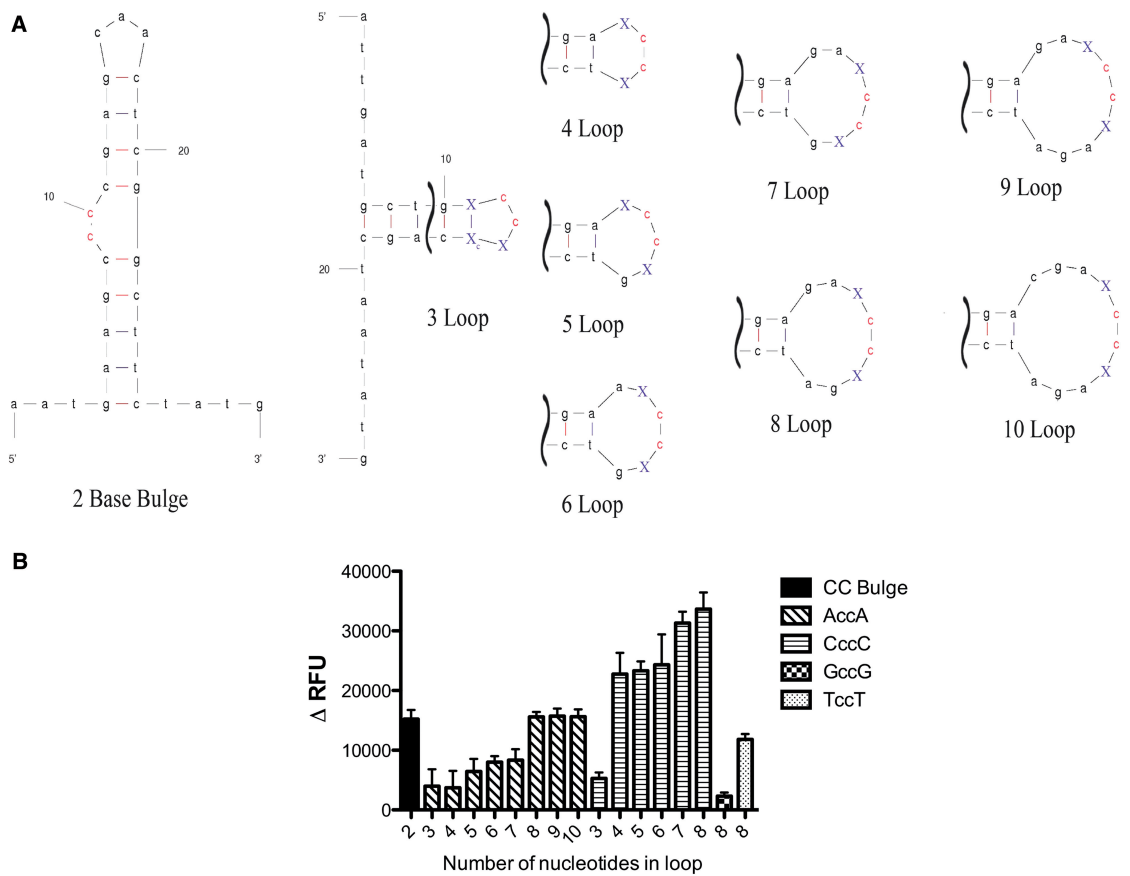 A
a
c a
g c
a t
g c 20
c g
10 c
c
c g
g c
a t
a t
a a t g c t a t g
5' 3'
2 Base Bulge
5' a
t
g
a
t
10
g c t g X c
c
c g a c X c X
20 t
a
a
t
a
t
3' g
3 Loop
g a X c
c t X c
4 Loop
g a X c
c t g X c
5 Loop
g a a X c
c t g X c
6 Loop
g a g a X c
c t g X c
7 Loop
g a g a X c
c t a g X c
8 Loop
g a g a X c
c t a g a X c
9 Loop
g a c g a X c
c t a g a X c
10 Loop
B
40000
30000
20000
10000
0
Δ RFU
2 3 4 5 6 7 8 9 10 3 4 5 6 7 8 8 8
Number of nucleotides in loop
CC Bulge
AccA
CccC
GccG
TccT